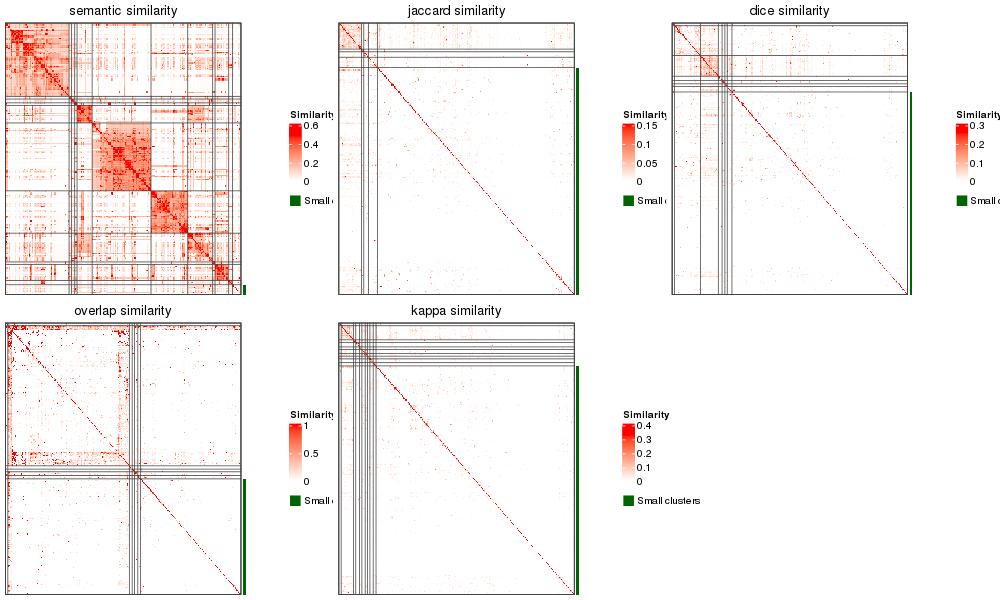 semantic similarity
Similarity
0.6
0.4
0.2
0
Small
jaccard similarity
Similarity
0.15
0.1
0.05
0
Small
dice similarity
Similarity
0.3
0.2
0.1
0
Small
overlap similarity
Similarity
1
0.5
0
Small
kappa similarity
Similarity
0.4
0.3
0.2
0.1
0
Small clusters